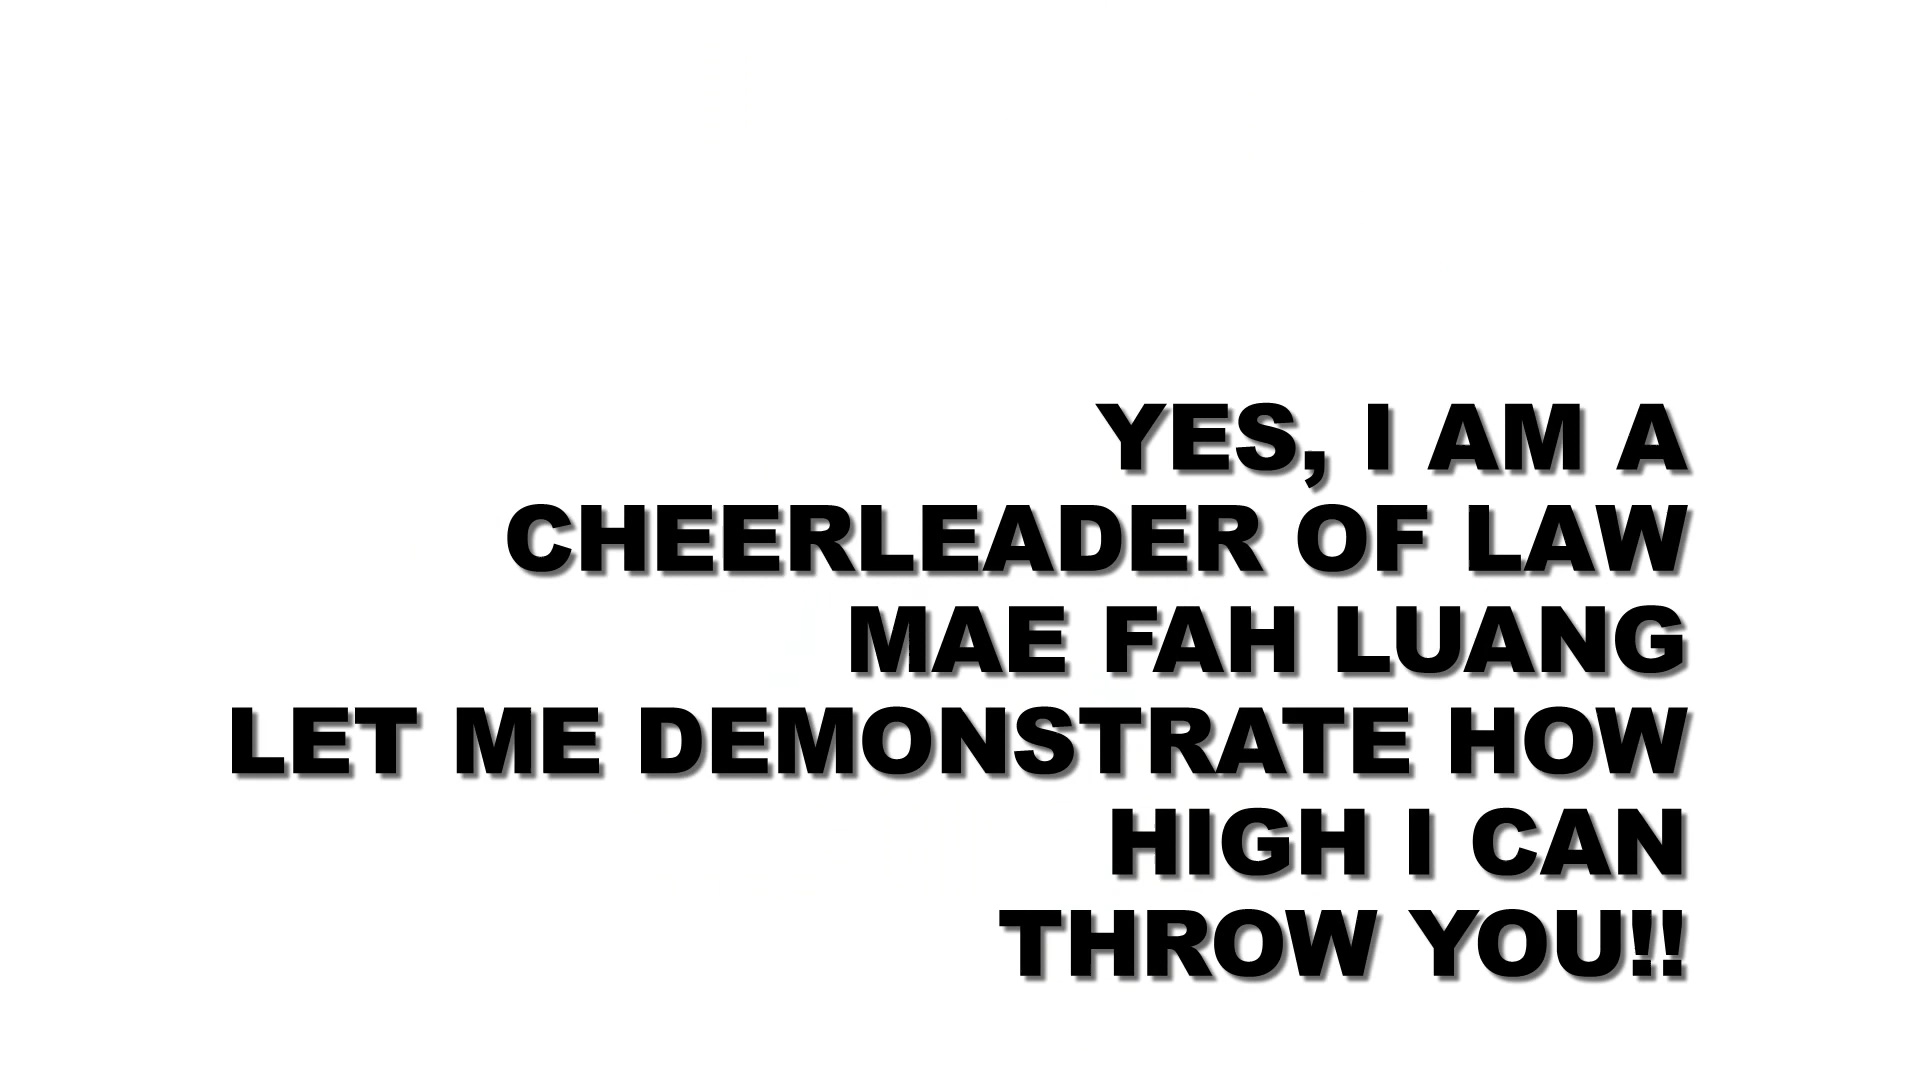 YES, I AM A
CHEERLEADER OF LAW
MAE FAH LUANG
LET ME DEMONSTRATE HOW
HIGH I CAN
THROW YOU!!